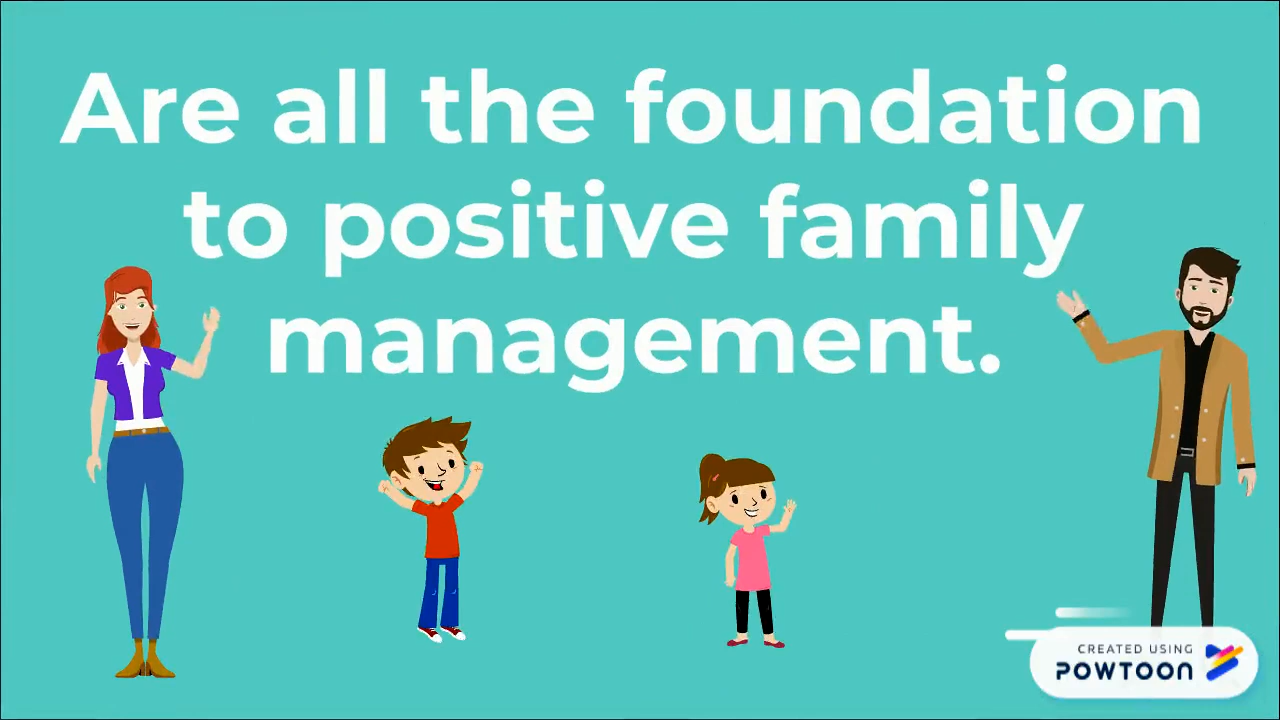 Are all the foundation
to positive family
management.
CREATED USING
POWTOON